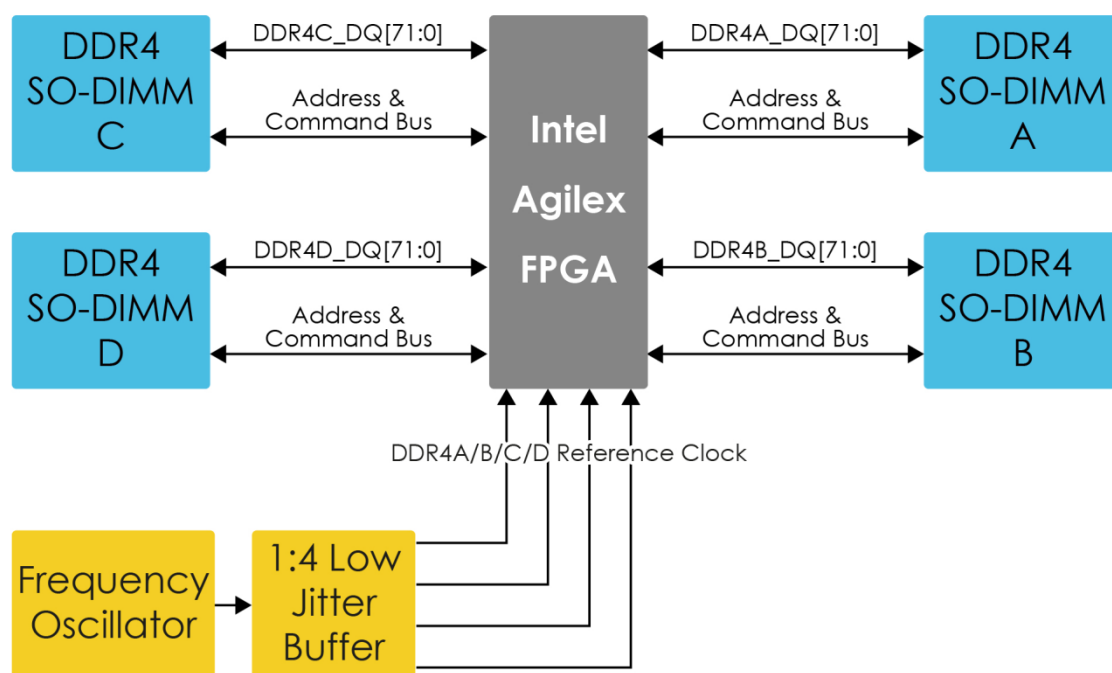 DDR4
SO-DIMM
C
DDR4C_DQ[71:0]
Address &
Command Bus
Intel
Agilex
FPGA
DDR4A_DQ[71:0]
Address &
Command Bus
DDR4
SO-DIMM
A
DDR4
SO-DIMM
D
DDR4D_DQ[71:0]
Address &
Command Bus
DDR4B_DQ[71:0]
Address &
Command Bus
DDR4
SO-DIMM
B
DDR4A/B/C/D Reference Clock
Frequency
Oscillator
1:4 Low
Jitter
Buffer